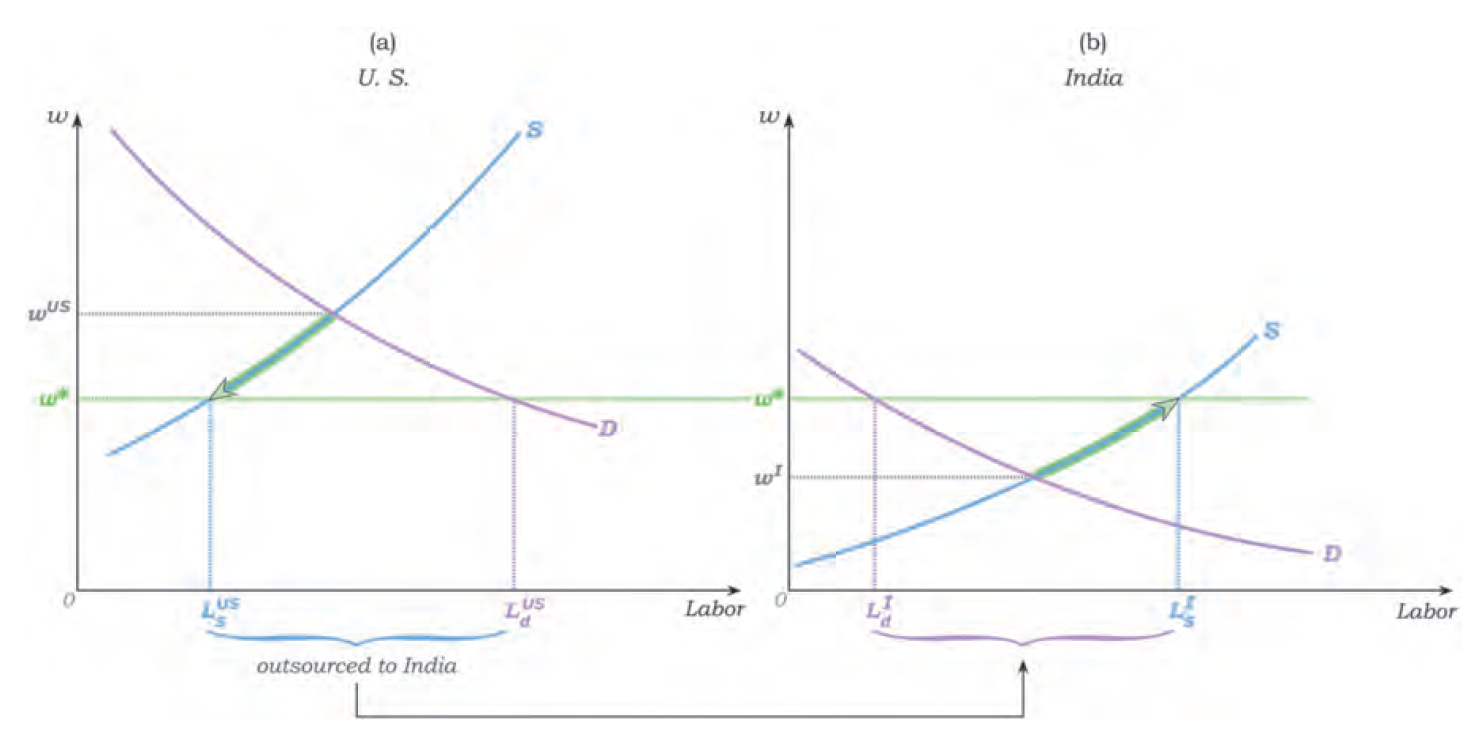 (a)
U. S.
w
S
w^{US}
w*
D
0
L_s^{US}
L_d^{US}
Labor
outsourced to India
(b)
India
w
S
w*
w^I
D
0
L_d^I
L_s^I
Labor